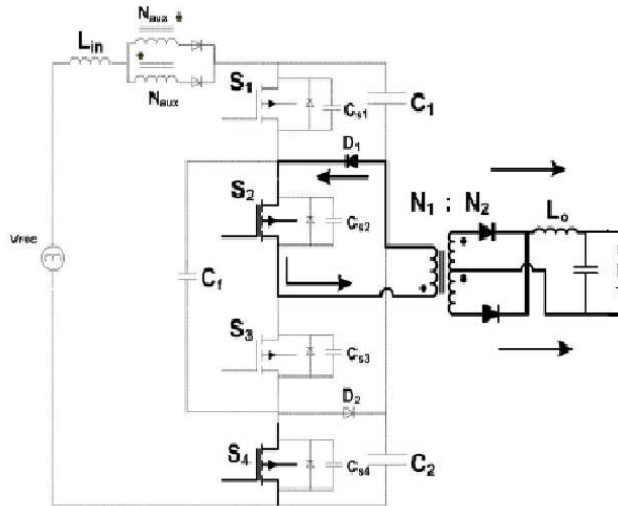 Naux
Lin
Naux
S1
Cs1
C1
D1
S2
Cs2
N1 : N2
Lo
Cf
S3
Cs3
D2
S4
Cs4
C2